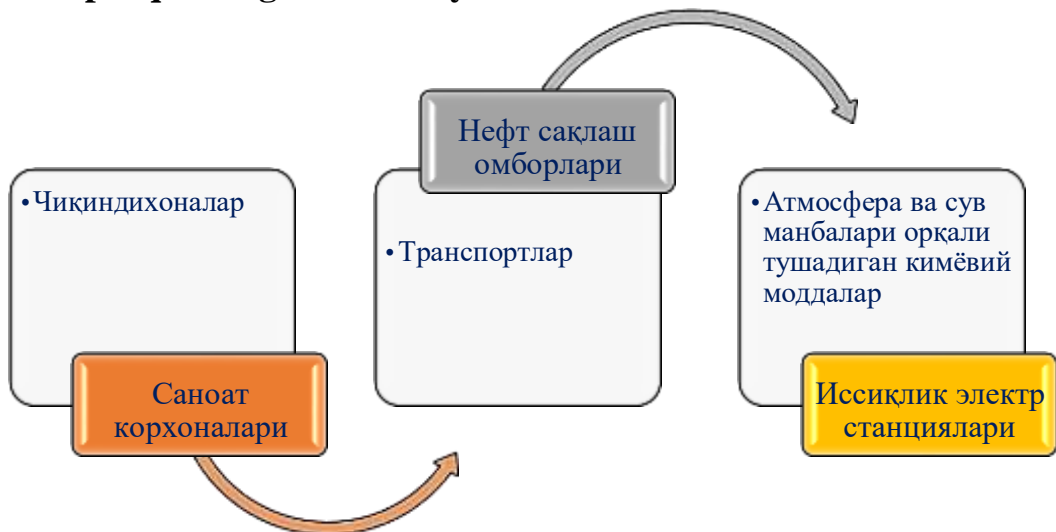 •Чиқиндихоналар
Саноат
корхоналари
Нефт сақлаш
омборлари
•Транспортлар
•Атмосфера ва сув
манбалари орқали
тушадиган кимёвий
моддалар
Иссиқлик электр
станциялари